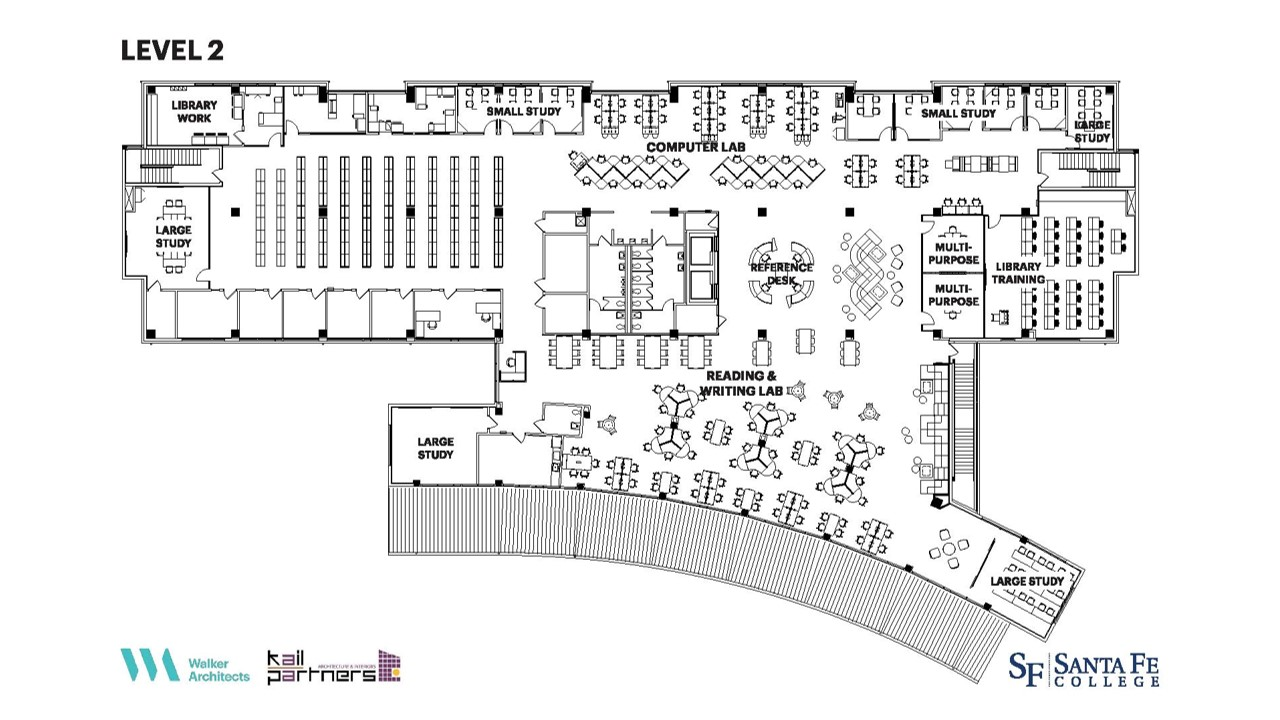 LEVEL 2
LIBRARY
WORK
SMALL STUDY
COMPUTER LAB
SMALL STUDY
LARGE
STUDY
LARGE
STUDY
REFERENCE
DESK
MULTI-
PURPOSE
MULTI-
PURPOSE
LIBRARY
TRAINING
READING &
WRITING LAB
LARGE
STUDY
LARGE STUDY
Walker
Architects
kail
ARCHITECTURE & INTERIORS
partners
SF SANTA FE
COLLEGE